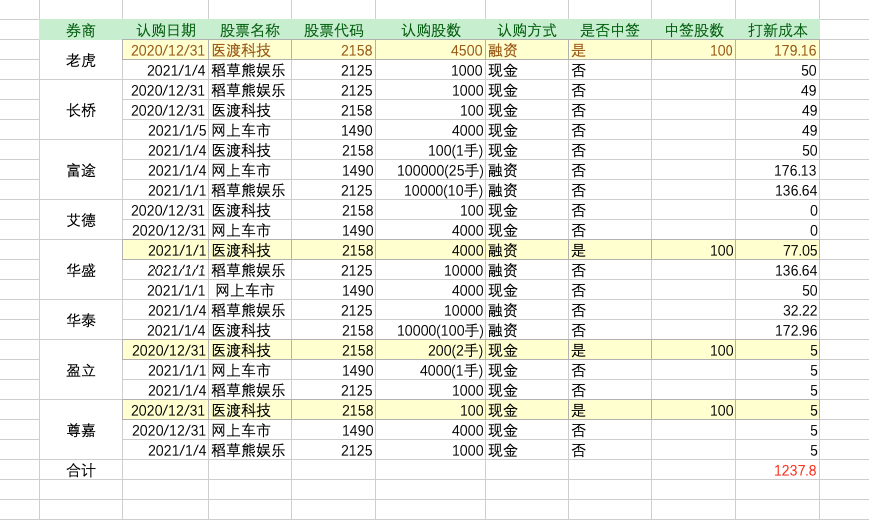 券商 认购日期 股票名称 股票代码 认购股数 认购方式 是否中签 中签股数 打新成本
老虎 2020/12/31 医渡科技 2158 4500 融资 是 100 179.16
2021/1/4 稻草熊娱乐 2125 1000 现金 否 50
长桥 2020/12/31 稻草熊娱乐 2125 1000 现金 否 49
2020/12/31 医渡科技 2158 100 现金 否 49
2021/1/5 网上车市 1490 4000 现金 否 49
富途 2021/1/4 医渡科技 2158 100(1手) 现金 否 50
2021/1/4 网上车市 1490 100000(25手) 融资 否 176.13
2021/1/1 稻草熊娱乐 2125 10000(10手) 融资 否 136.64
艾德 2020/12/31 医渡科技 2158 100 现金 否 0
2020/12/31 网上车市 1490 4000 现金 否 0
华盛 2021/1/1 医渡科技 2158 4000 融资 是 100 77.05
2021/1/1 稻草熊娱乐 2125 10000 融资 否 136.64
2021/1/1 网上车市 1490 4000 现金 否 50
华泰 2021/1/4 稻草熊娱乐 2125 10000 融资 否 32.22
2021/1/4 医渡科技 2158 10000(100手) 融资 否 172.96
盈立 2020/12/31 医渡科技 2158 200(2手) 现金 是 100 5
2021/1/1 网上车市 1490 4000(1手) 现金 否 5
2021/1/4 稻草熊娱乐 2125 1000 现金 否 5
尊嘉 2020/12/31 医渡科技 2158 100 现金 是 100 5
2020/12/31 网上车市 1490 4000 现金 否 5
2021/1/4 稻草熊娱乐 2125 1000 现金 否 5
合计 1237.8